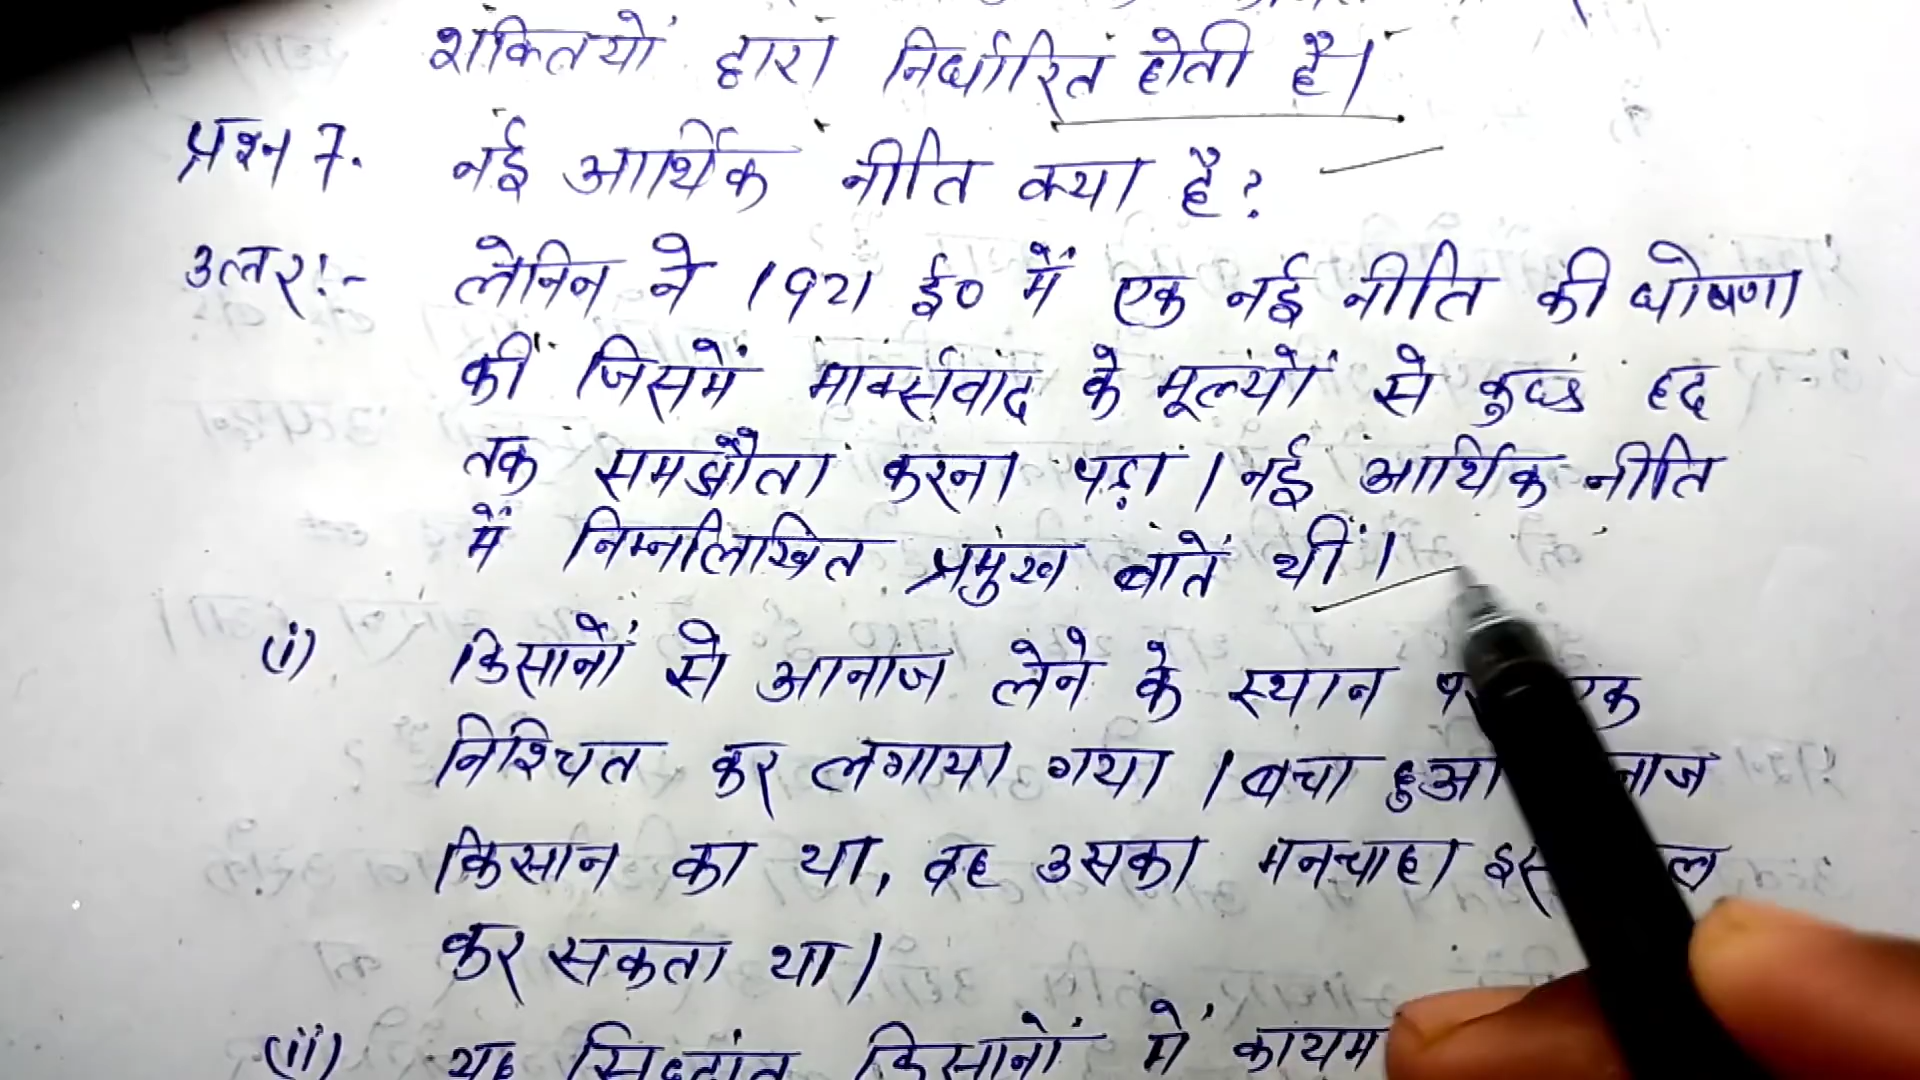 शक्तियों द्वारा निर्धारित होती है।
प्रश्न 7. नई आर्थिक नीति क्या है?
उत्तर:- लेनिन ने 1921 ई० में एक नई नीति की घोषणा
कीं जिसमें मार्क्सवाद के मूल्यों से कुछ हद
तक समझौता करना पड़ा । नई आर्थिक नीति
में निम्नलिखित प्रमुख बातें थीं।
(i) किसानों से आनाज लेने के स्थान
निश्चित कर लगाया गया । बचा हुआ
किसान का था, वह उसका मनचाहा
कर सकता था।
(ii) यह सिद्धांत किसानों में कायम